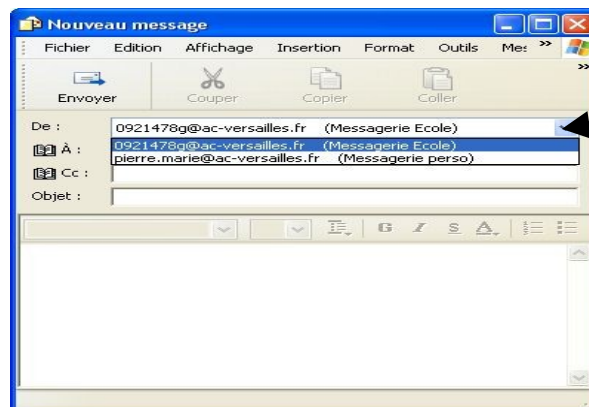 Nouveau message
Fichier Edition Affichage Insertion Format Outils Mes »
Envoyer Couper Copier Coller »
De : 0921478g@ac-versailles.fr (Messagerie Ecole)
0921478g@ac-versailles.fr (Messagerie Ecole)
À : pierre.marie@ac-versailles.fr (Messagerie perso)
Cc :
Objet :
G I S A